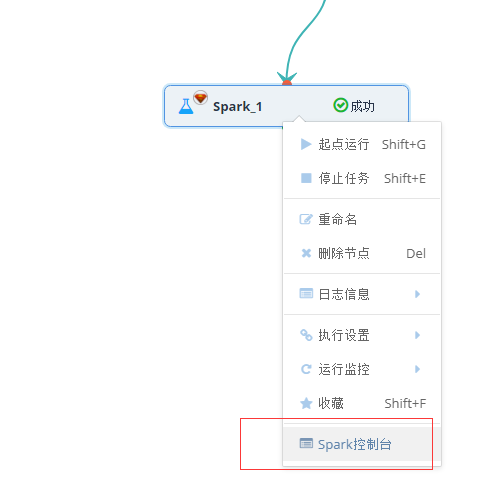 Spark_1 成功
起点运行 Shift+G
停止任务 Shift+E
重命名
删除节点 Del
日志信息
执行设置
运行监控
收藏 Shift+F
Spark控制台